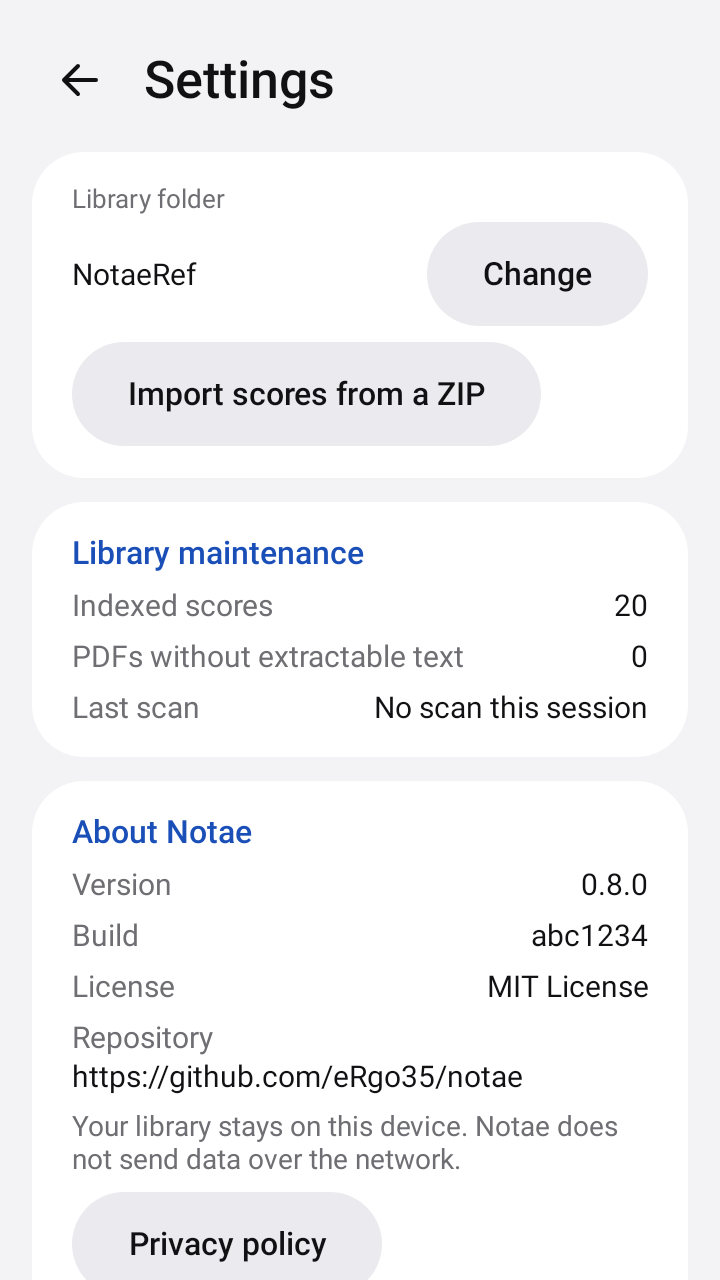 Settings
Library folder
NotaeRef
Change
Import scores from a ZIP
Library maintenance
Indexed scores 20
PDFs without extractable text 0
Last scan No scan this session
About Notae
Version 0.8.0
Build abc1234
License MIT License
Repository
https://github.com/eRgo35/notae
Your library stays on this device. Notae does
not send data over the network.
Privacy policy